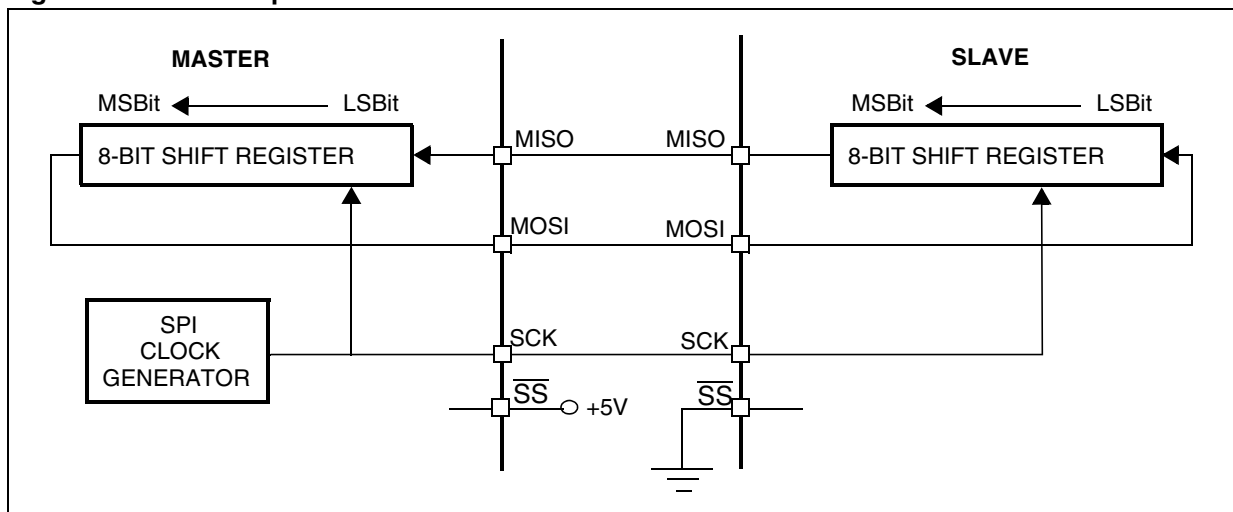 MASTER
SLAVE
MSBit LSBit
MSBit LSBit
8-BIT SHIFT REGISTER
MISO MISO
8-BIT SHIFT REGISTER
MOSI MOSI
SPI
CLOCK
GENERATOR
SCK SCK
SS +5V SS